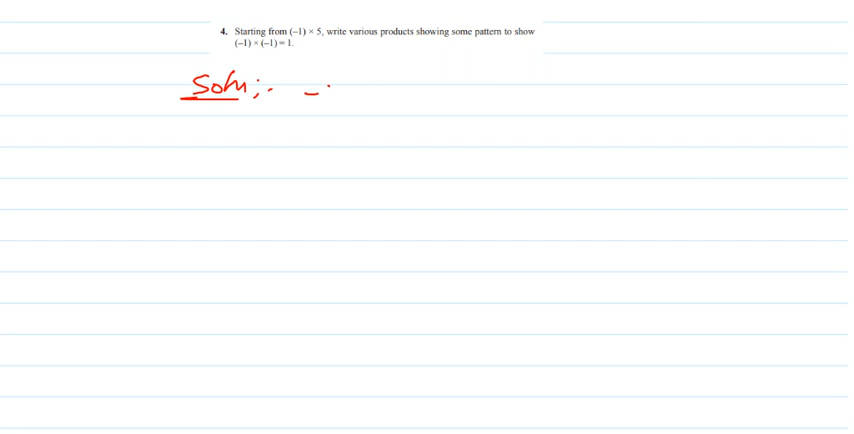 4. Starting from (–1) × 5, write various products showing some pattern to show
(–1) × (–1) = 1.
Soln :-